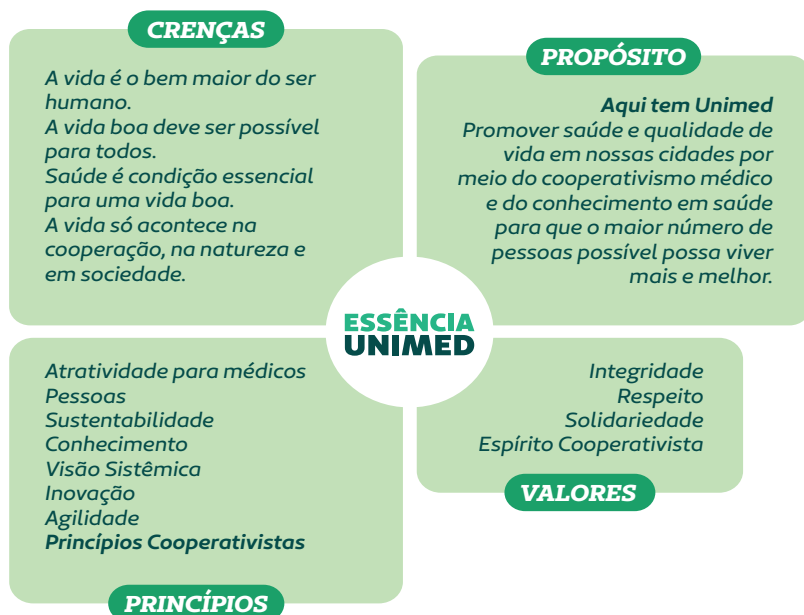 CRENÇAS
A vida é o bem maior do ser
humano.
A vida boa deve ser possível
para todos.
Saúde é condição essencial
para uma vida boa.
A vida só acontece na
cooperação, na natureza e
em sociedade.
PROPÓSITO
Aqui tem Unimed
Promover saúde e qualidade de
vida em nossas cidades por
meio do cooperativismo médico
e do conhecimento em saúde
para que o maior número de
pessoas possível possa viver
mais e melhor.
ESSÊNCIA
UNIMED
Atratividade para médicos
Pessoas
Sustentabilidade
Conhecimento
Visão Sistêmica
Inovação
Agilidade
Princípios Cooperativistas
PRINCÍPIOS
Integridade
Respeito
Solidariedade
Espírito Cooperativista
VALORES